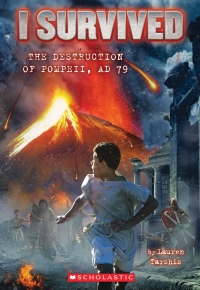 I SURVIVED
THE DESTRUCTION
OF POMPEII, AD 79
by Lauren
Tarshis
SCHOLASTIC